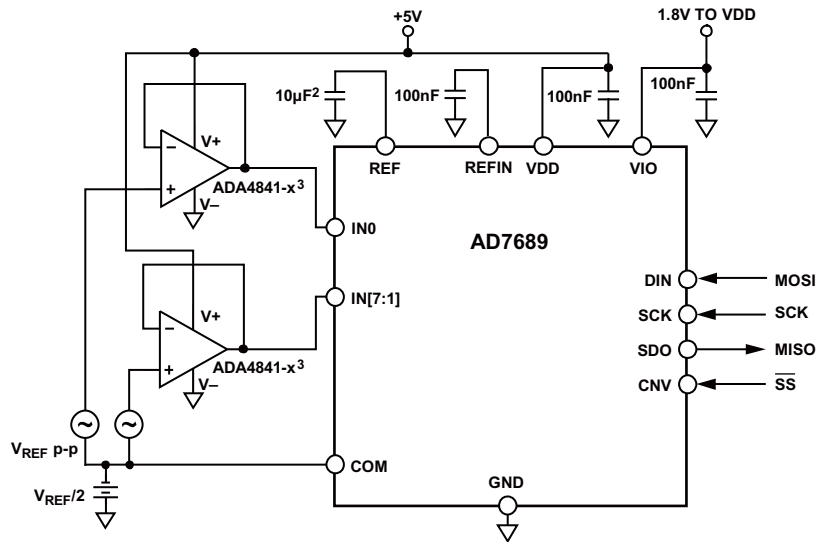 +5V
1.8V TO VDD
10µF²
100nF
100nF
100nF
V+
REF
REFIN
VDD
VIO
ADA4841-x³
V–
IN0
AD7689
DIN
MOSI
IN[7:1]
V+
SCK
SCK
SDO
MISO
ADA4841-x³
V–
CNV
SS
VREF p-p
COM
GND
VREF/2